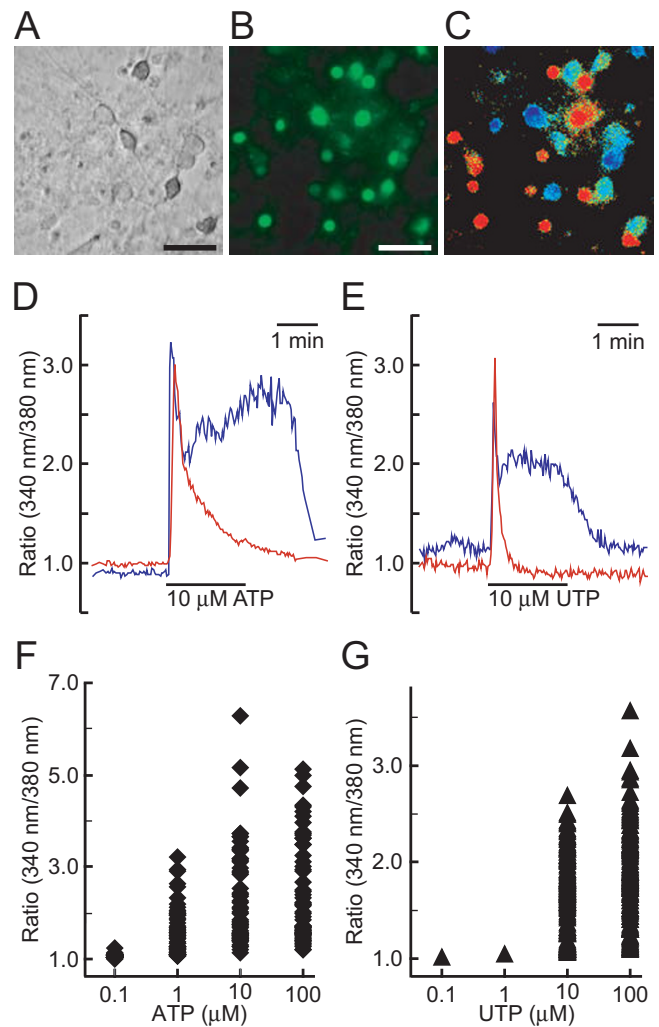 A
B
C
D
E
1 min
1 min
Ratio (340 nm/380 nm)
3.0
2.0
1.0
10 μM ATP
Ratio (340 nm/380 nm)
3.0
2.0
1.0
10 μM UTP
F
G
Ratio (340 nm/380 nm)
7.0
5.0
3.0
1.0
0.1
1
10
100
ATP (μM)
Ratio (340 nm/380 nm)
3.0
2.0
1.0
0.1
1
10
100
UTP (μM)